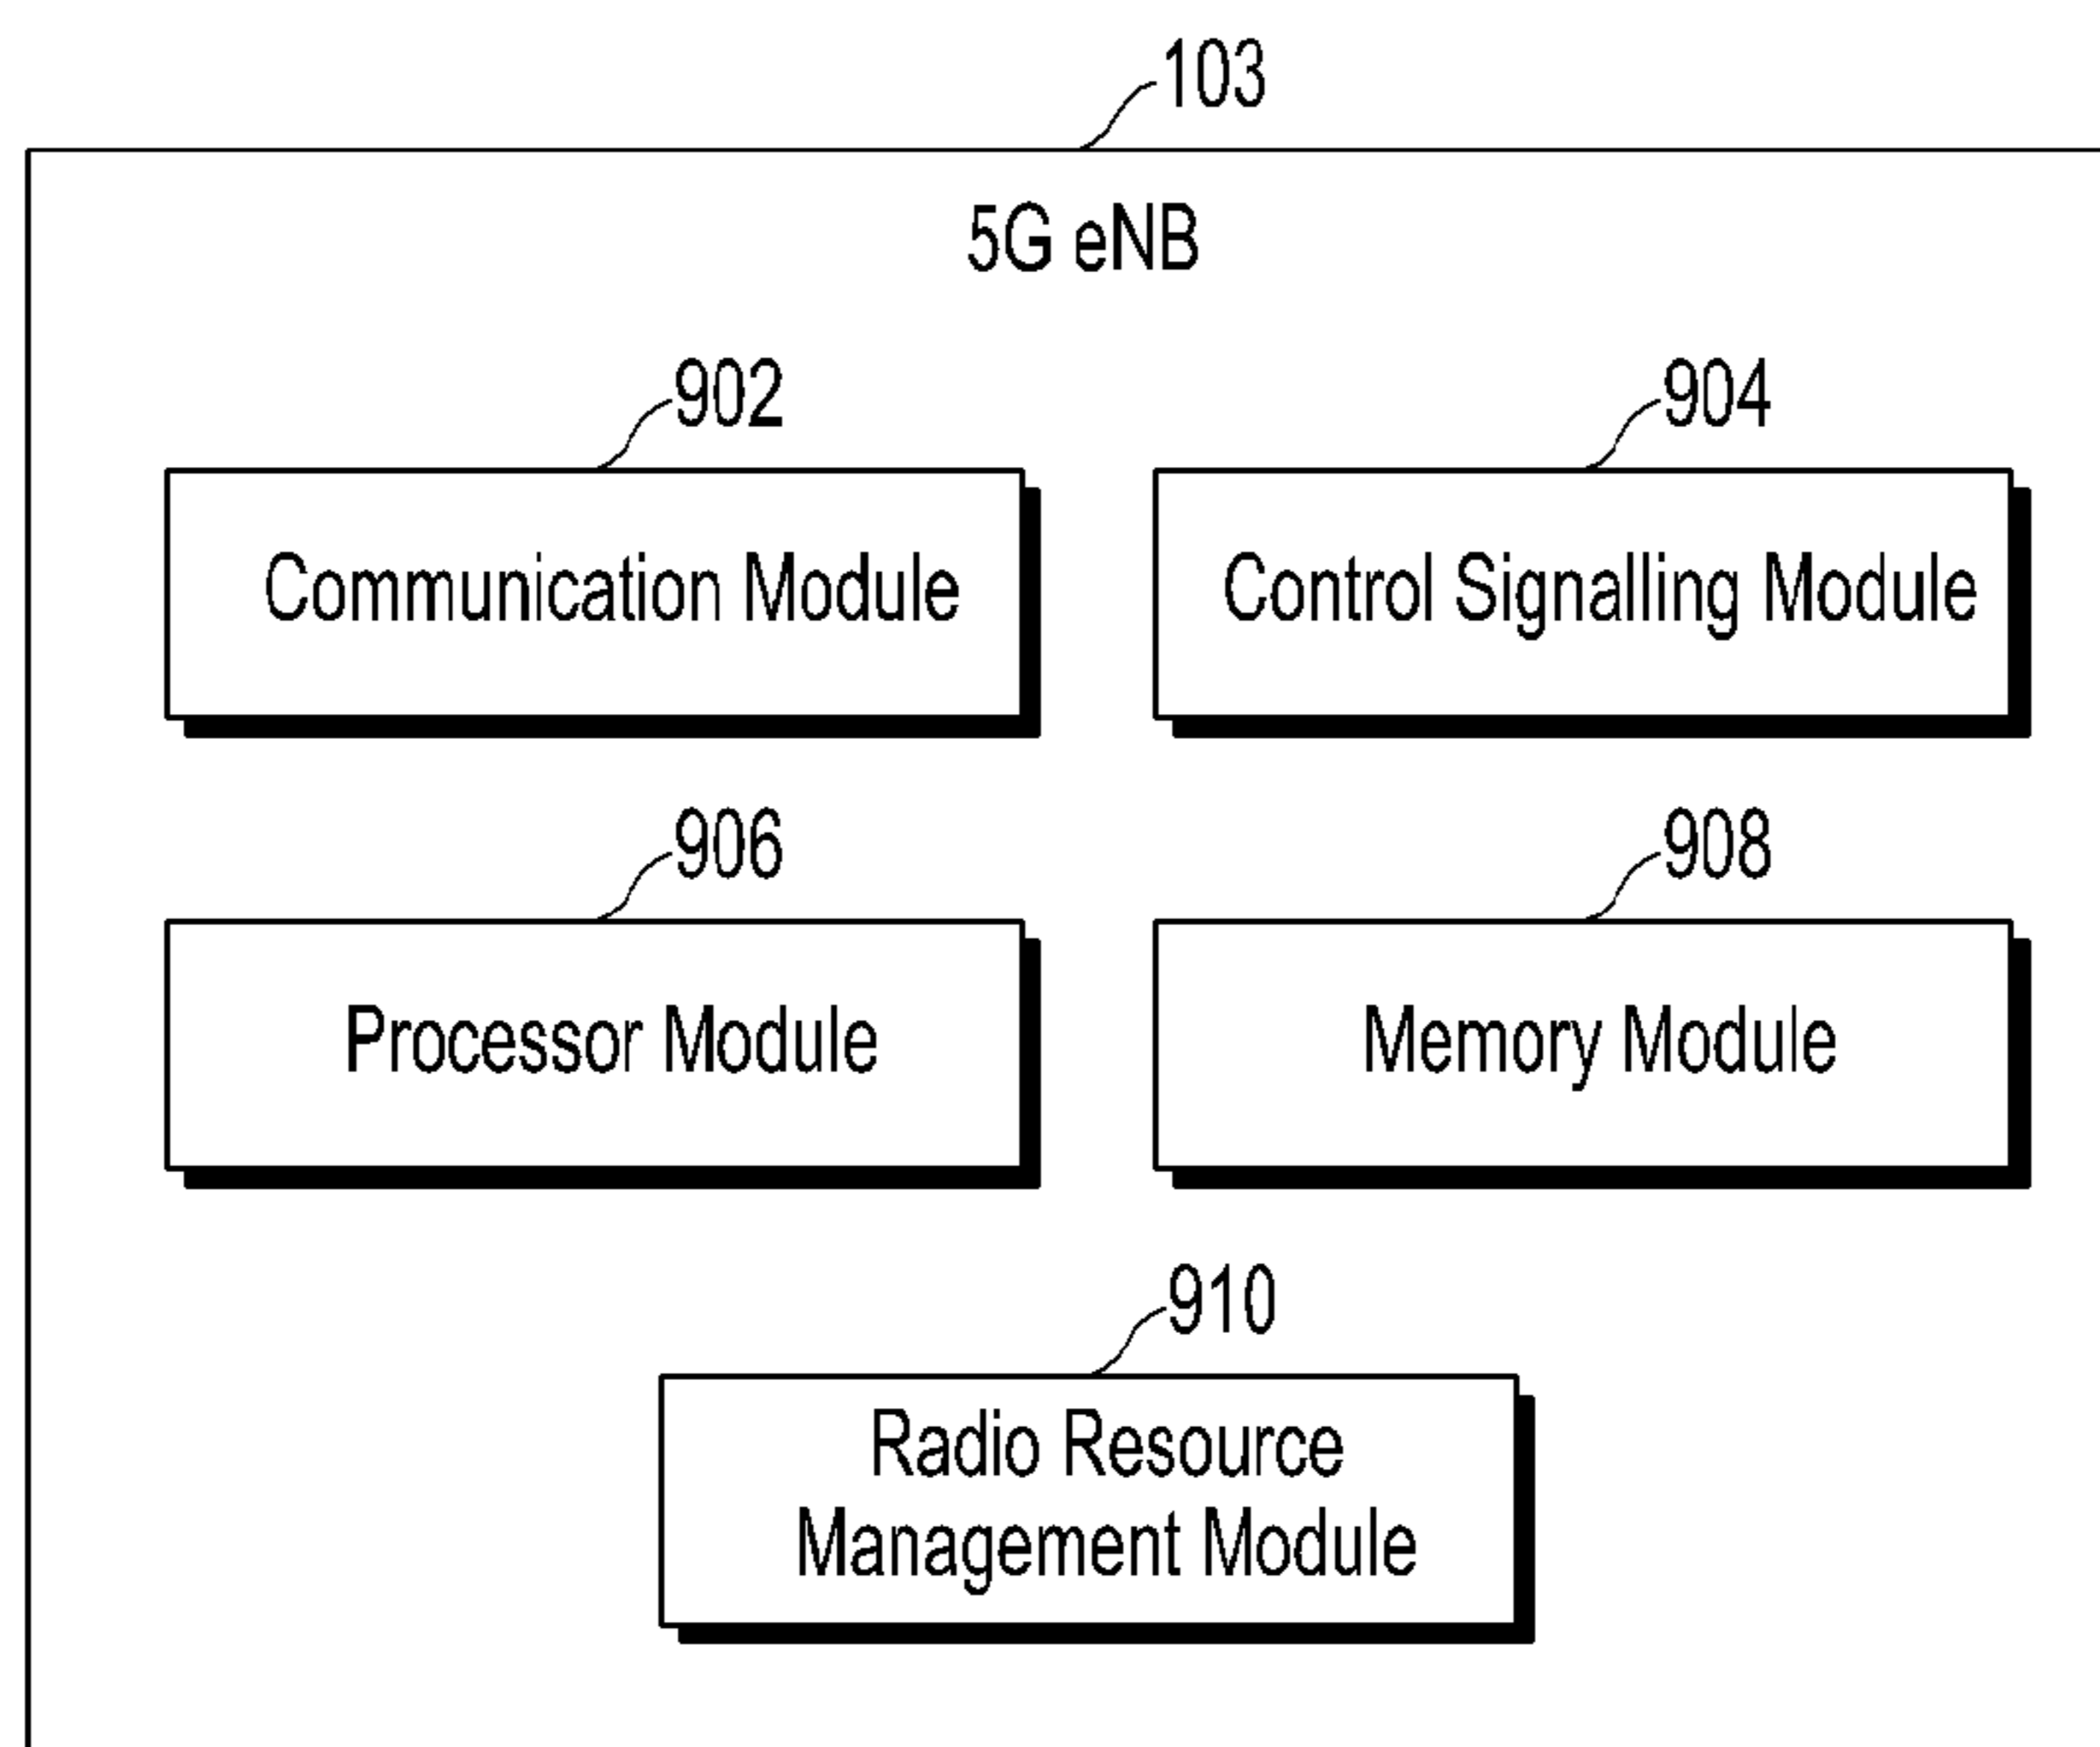 103
5G eNB
902
904
Communication Module
Control Signalling Module
906
908
Processor Module
Memory Module
910
Radio Resource
Management Module